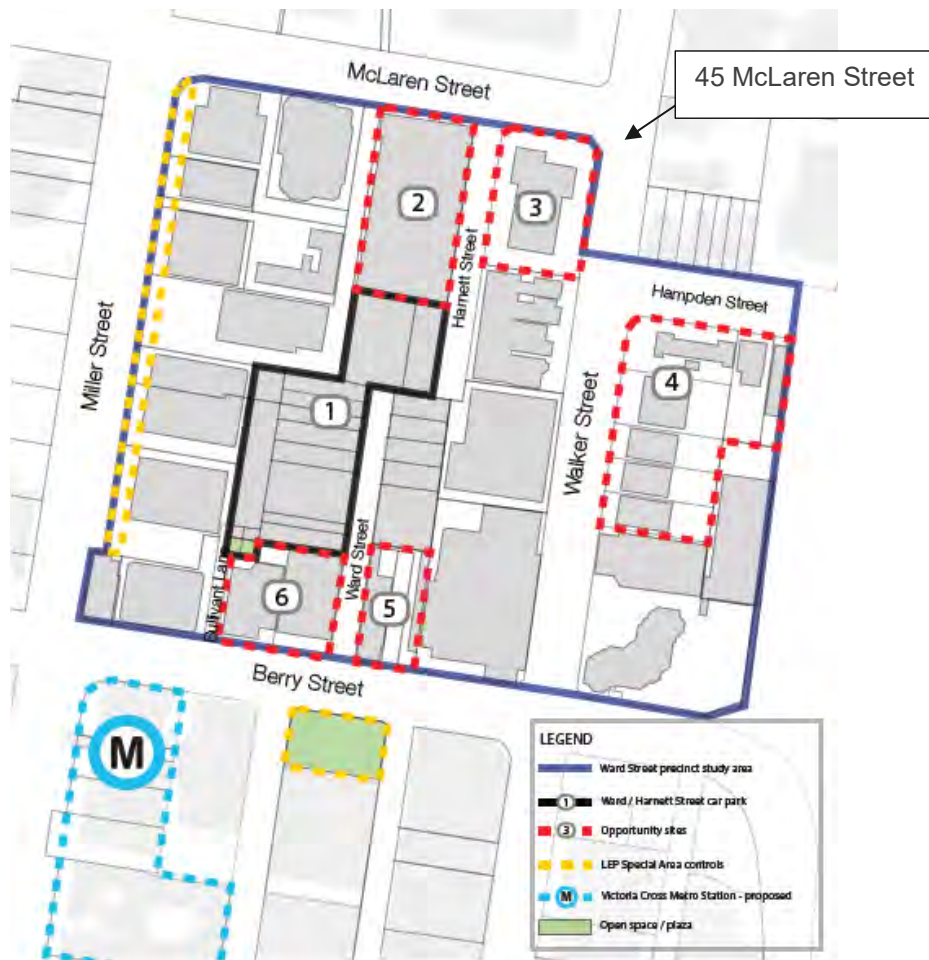 McLaren Street
45 McLaren Street
2
3
Harnett Street
Hampden Street
Miller Street
1
4
Walker Street
Ward Street
Bullivant Lan
6
5
Berry Street
M
LEGEND
Ward Street precinct study area
1 Ward / Harnett Street car park
3 Opportunity sites
LEP Special Area controls
M Victoria Cross Metro Station - proposed
Open space / plaza